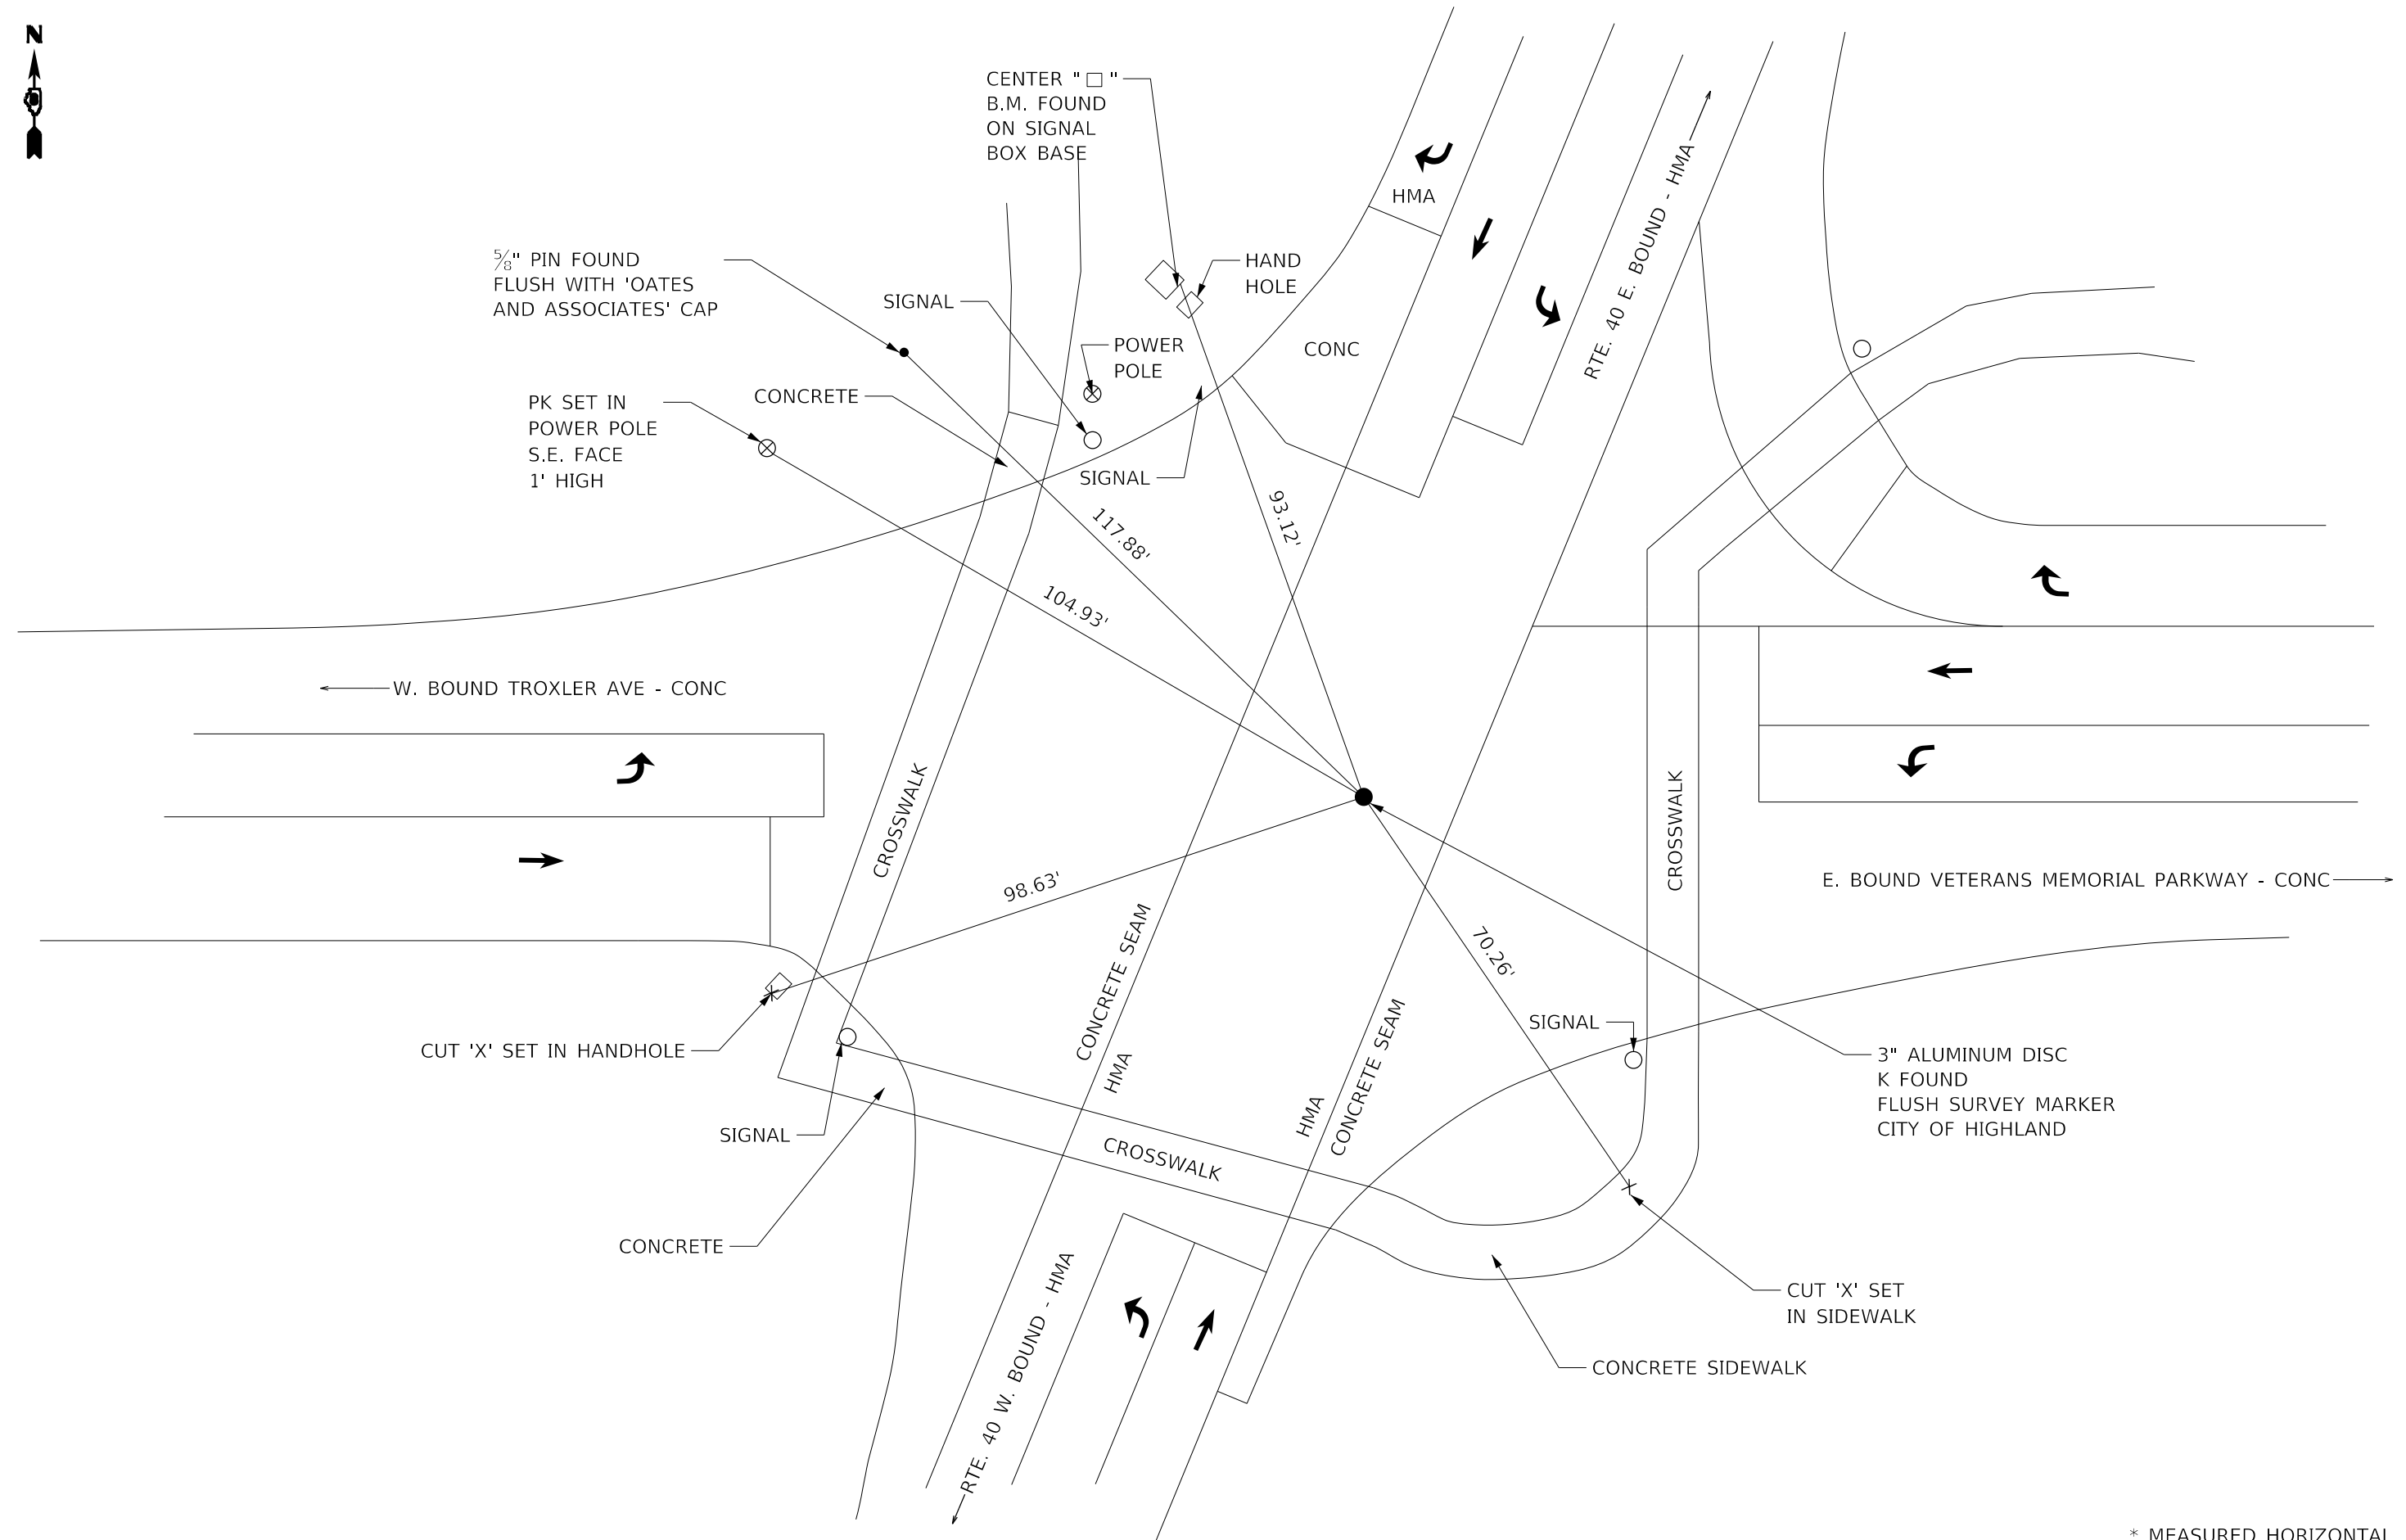 N
CENTER "□"
B.M. FOUND
ON SIGNAL
BOX BASE
HMA
RTE. 40 E. BOUND - HMA
⅝" PIN FOUND
FLUSH WITH 'OATES
AND ASSOCIATES' CAP
SIGNAL
HAND
HOLE
POWER
POLE
CONC
PK SET IN
POWER POLE
S.E. FACE
1' HIGH
CONCRETE
SIGNAL
93.12'
117.88'
104.93'
W. BOUND TROXLER AVE - CONC
CROSSWALK
CROSSWALK
98.63'
E. BOUND VETERANS MEMORIAL PARKWAY - CONC
CONCRETE SEAM
HMA
70.26'
CUT 'X' SET IN HANDHOLE
SIGNAL
HMA
CONCRETE SEAM
SIGNAL
3" ALUMINUM DISC
K FOUND
FLUSH SURVEY MARKER
CITY OF HIGHLAND
CROSSWALK
CONCRETE
RTE. 40 W. BOUND - HMA
CUT 'X' SET
IN SIDEWALK
CONCRETE SIDEWALK
* MEASURED HORIZONTAL